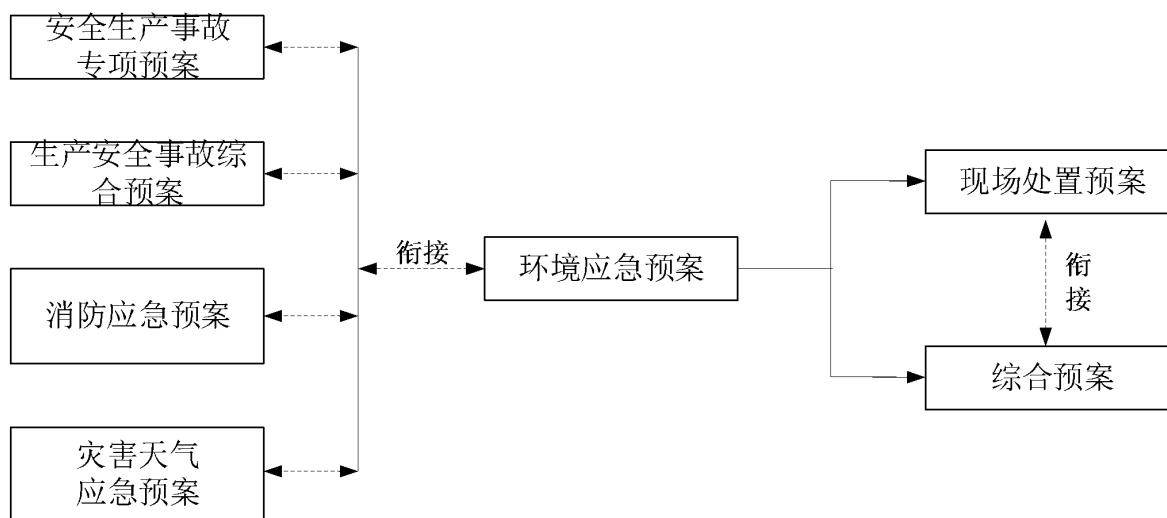 安全生产事故
专项预案
生产安全事故综
合预案
消防应急预案
灾害天气
应急预案
衔接
环境应急预案
现场处置预案
衔
接
综合预案